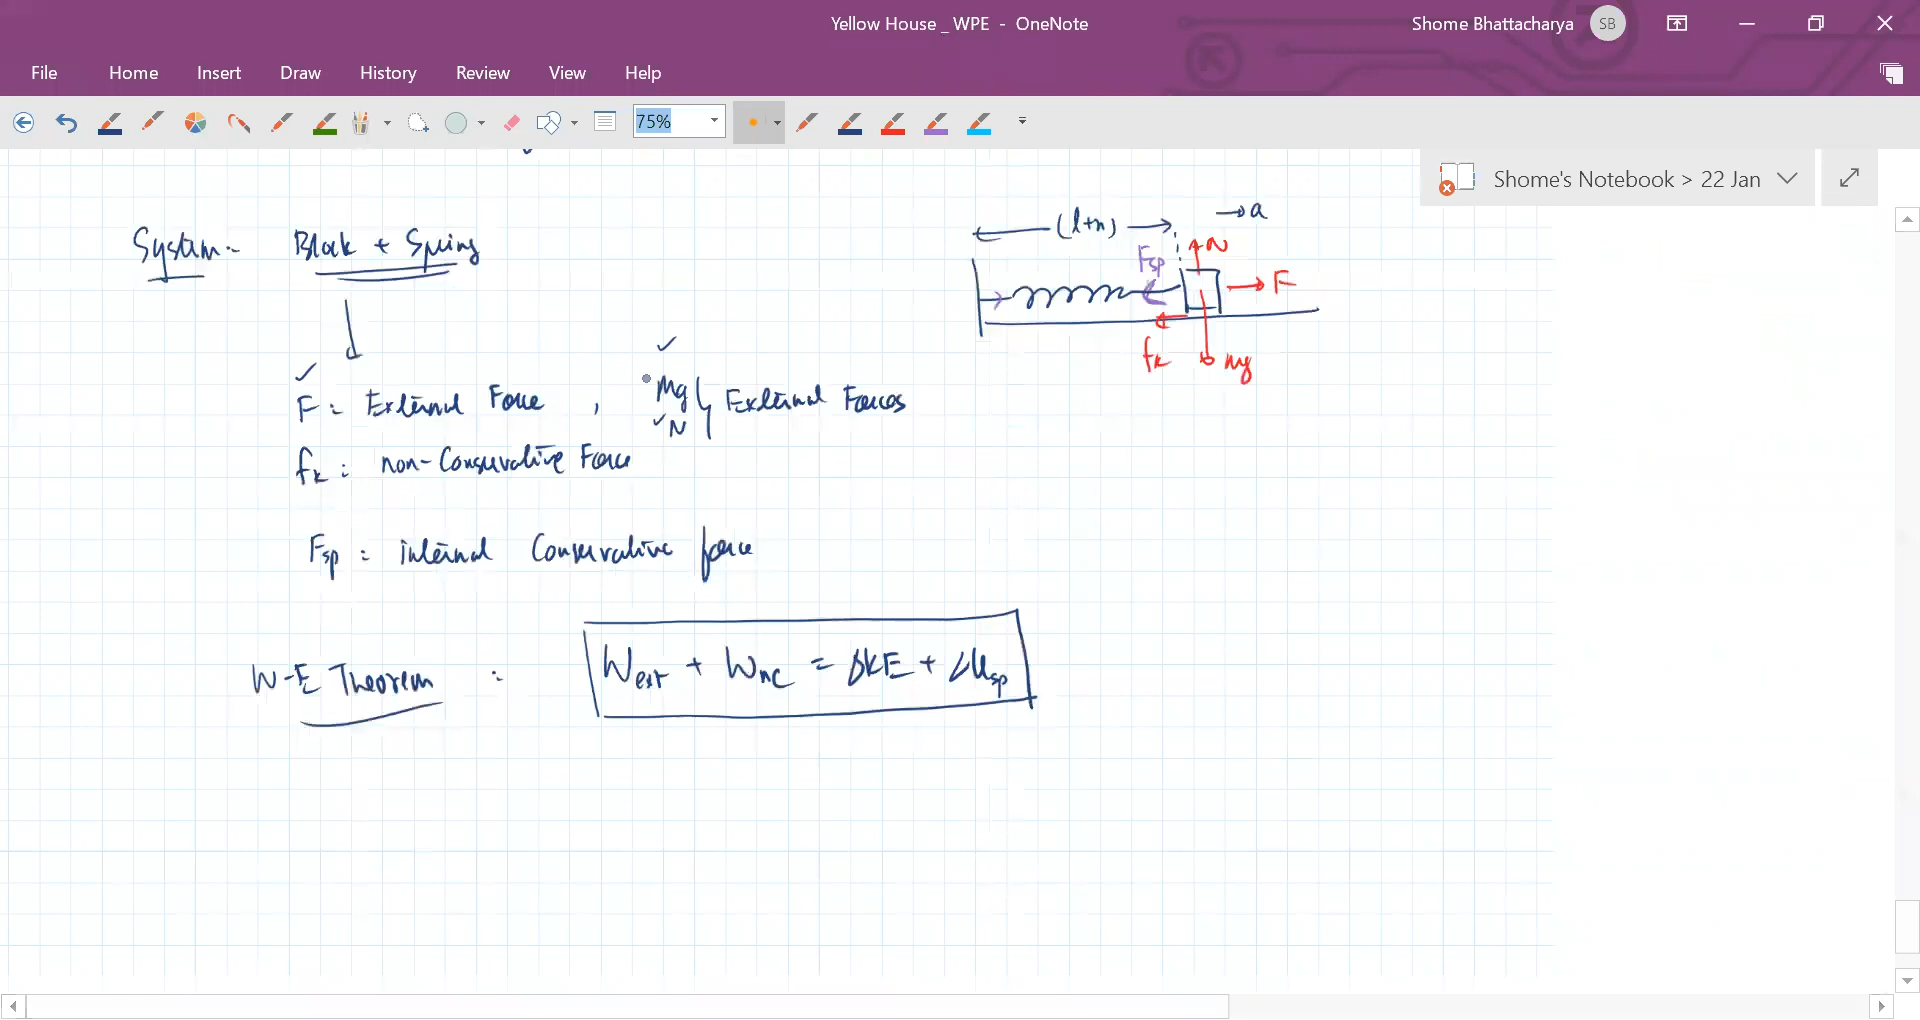 Yellow House _ WPE - OneNote
Shome Bhattacharya SB
File Home Insert Draw History Review View Help
75%
Shome's Notebook > 22 Jan
System:- Block + Spring
(l+x) → a
Fsp N
F
fk mg
F = External Force , Mg N } External Forces
fk = non-Conservative Force
Fsp = internal Conservative force
W-E Theorem : Wext + Wnc = ΔKE + ΔUsp